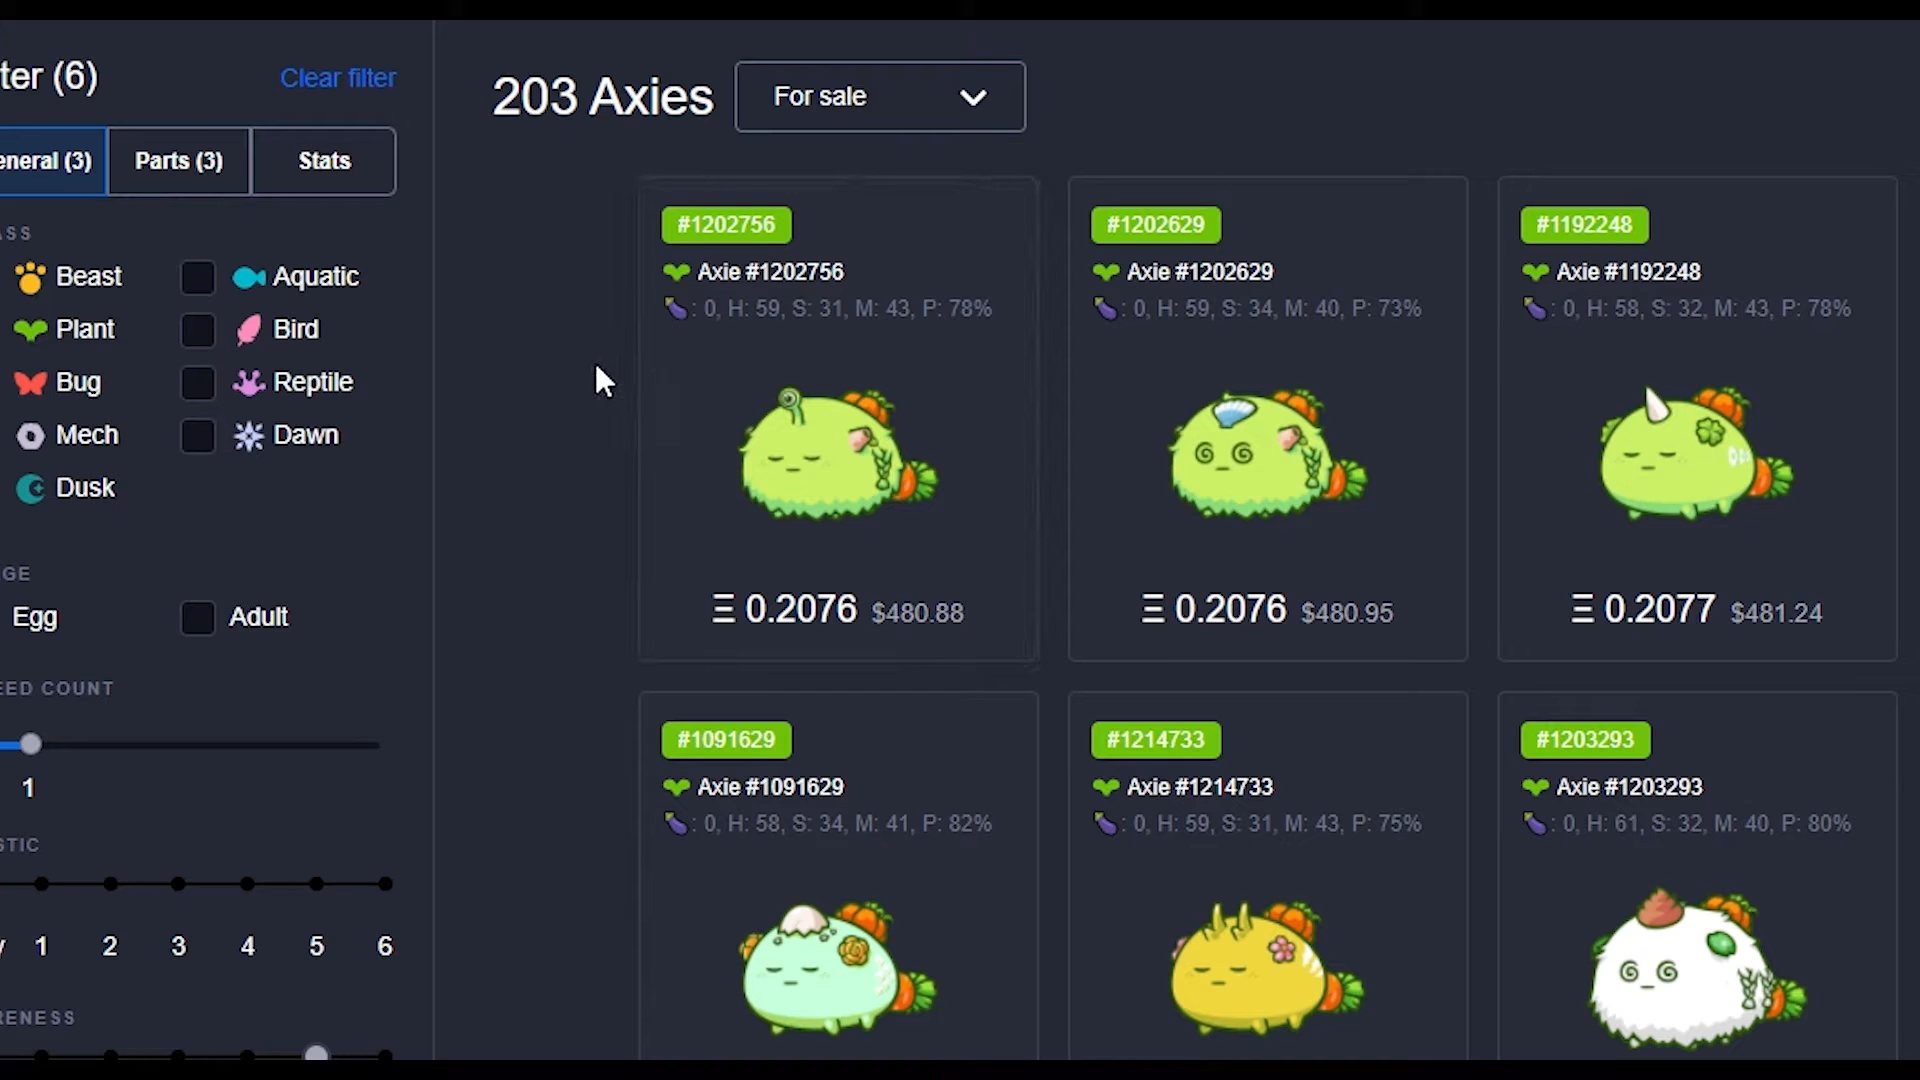 ter (6)
Clear filter
eneral (3)
Parts (3)
Stats
ASS
Beast
Aquatic
Plant
Bird
Bug
Reptile
Mech
Dawn
Dusk
GE
Egg
Adult
EED COUNT
1
STIC
1 2 3 4 5 6
RENESS
203 Axies
For sale
#1202756
Axie #1202756
: 0, H: 59, S: 31, M: 43, P: 78%
Ξ 0.2076 $480.88
#1202629
Axie #1202629
: 0, H: 59, S: 34, M: 40, P: 73%
Ξ 0.2076 $480.95
#1192248
Axie #1192248
: 0, H: 58, S: 32, M: 43, P: 78%
Ξ 0.2077 $481.24
#1091629
Axie #1091629
: 0, H: 58, S: 34, M: 41, P: 82%
#1214733
Axie #1214733
: 0, H: 59, S: 31, M: 43, P: 75%
#1203293
Axie #1203293
: 0, H: 61, S: 32, M: 40, P: 80%